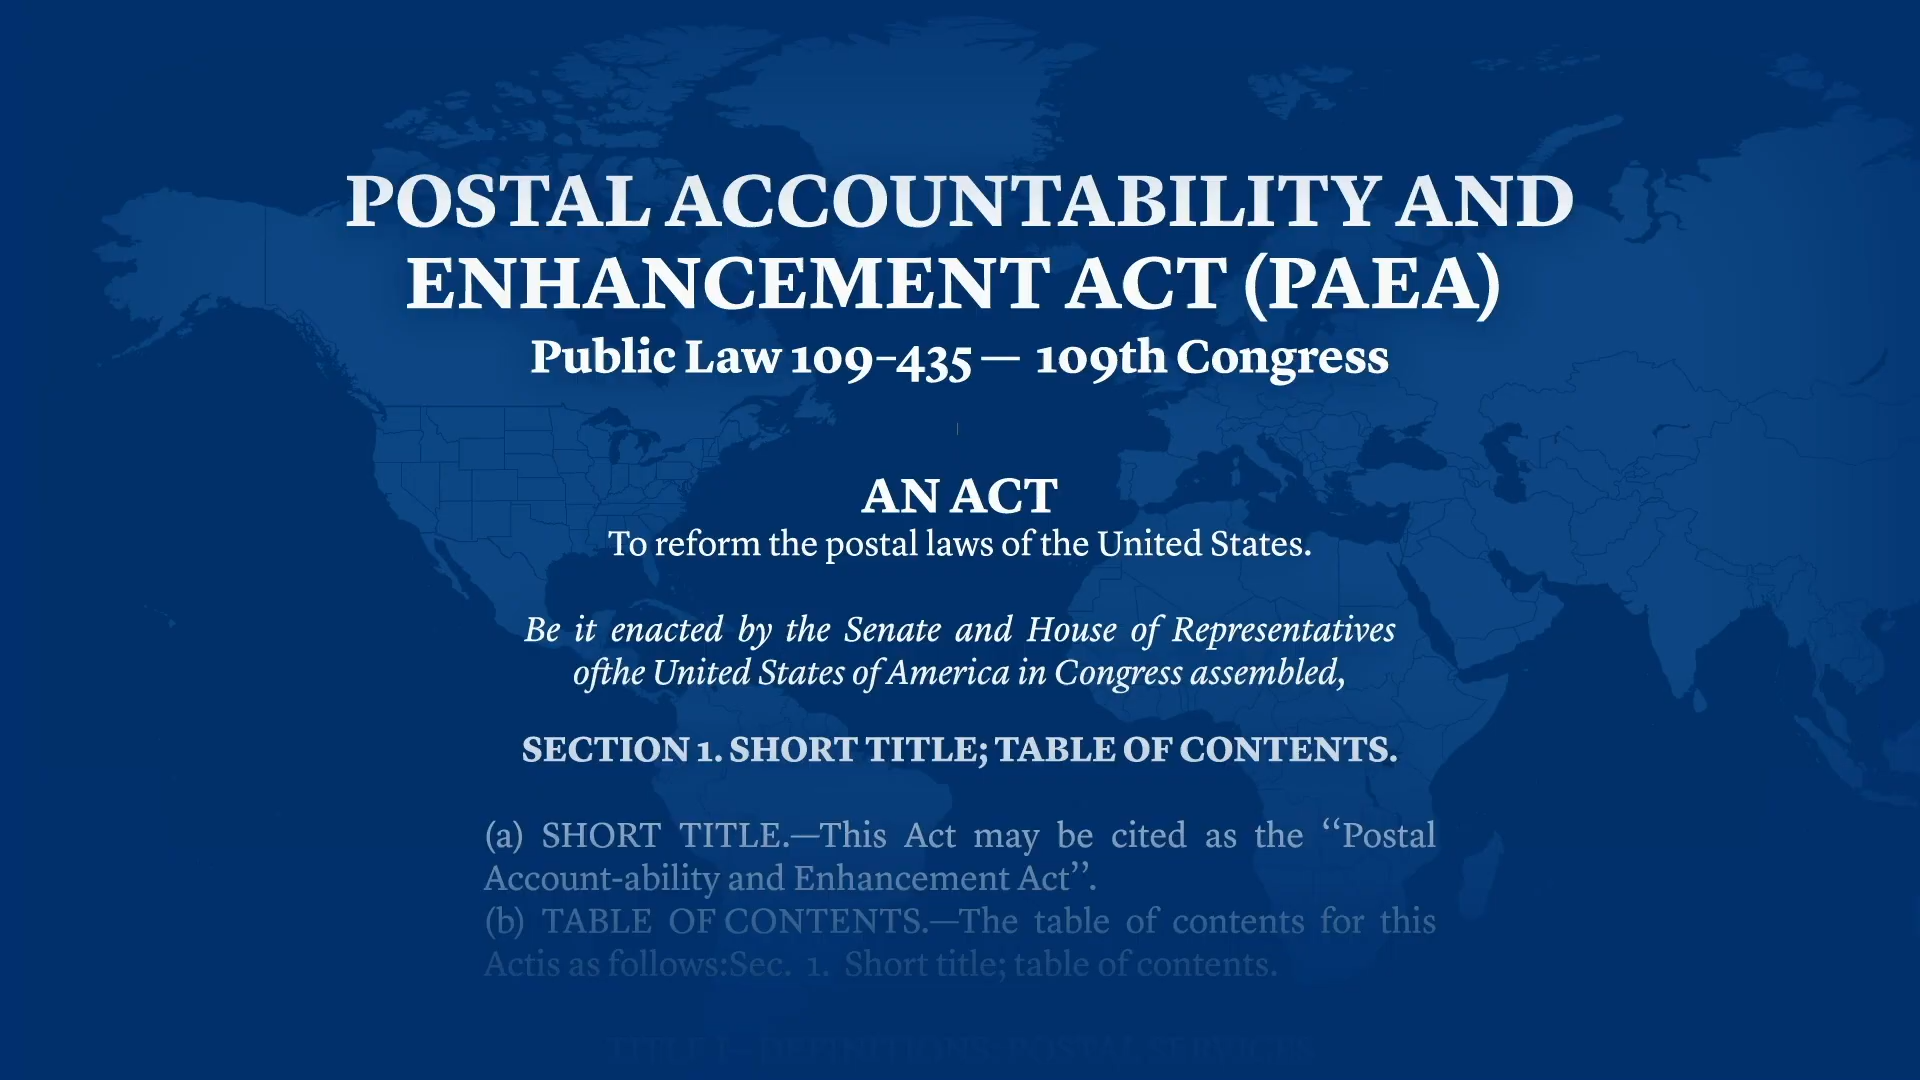 POSTAL ACCOUNTABILITY AND
ENHANCEMENT ACT (PAEA)
Public Law 109–435 — 109th Congress
AN ACT
To reform the postal laws of the United States.
Be it enacted by the Senate and House of Representatives
ofthe United States of America in Congress assembled,
SECTION 1. SHORT TITLE; TABLE OF CONTENTS.
(a) SHORT TITLE.—This Act may be cited as the ‘‘Postal
Account-ability and Enhancement Act’’.
(b) TABLE OF CONTENTS.—The table of contents for this
Actis as follows:Sec. 1. Short title; table of contents.
TITLE I—DEFINITIONS; POSTAL SERVICES